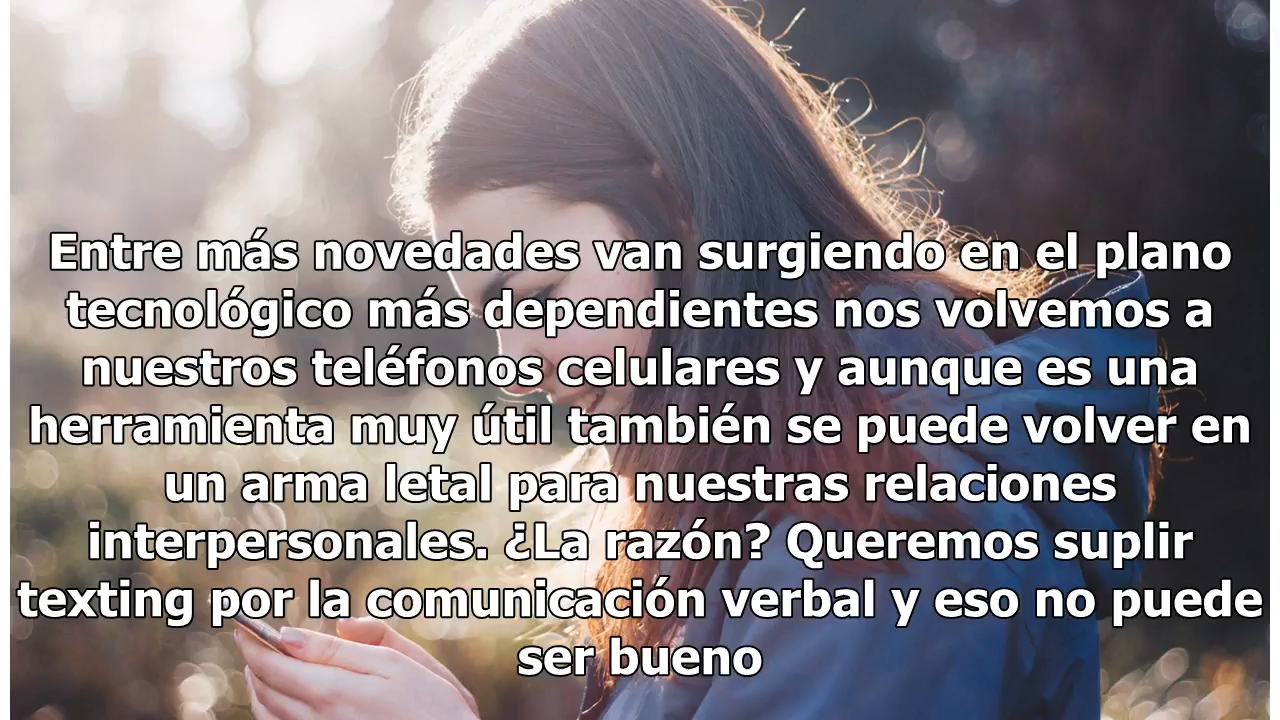 Entre más novedades van surgiendo en el plano
tecnológico más dependientes nos volvemos a
nuestros teléfonos celulares y aunque es una
herramienta muy útil también se puede volver en
un arma letal para nuestras relaciones
interpersonales. ¿La razón? Queremos suplir
texting por la comunicación verbal y eso no puede
ser bueno